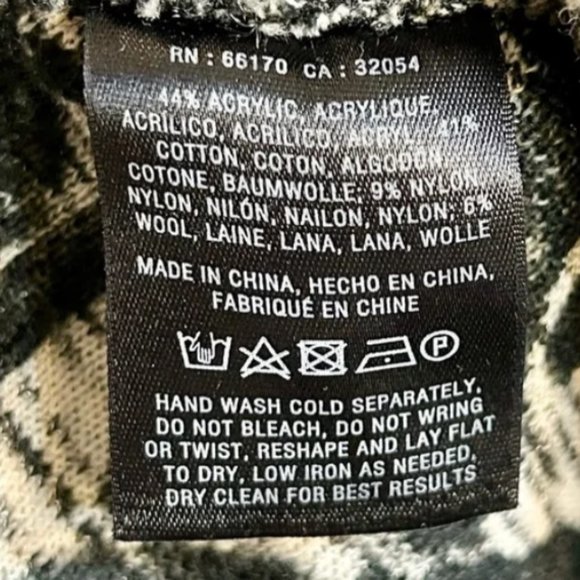 RN : 66170 CA : 32054
44% ACRYLIC, ACRYLIQUE,
ACRILICO, ACRILICO, ACRYL, 41%
COTTON, COTON, ALGODON,
COTONE, BAUMWOLLE; 9% NYLON,
NYLON, NILÓN, NAILON, NYLON; 6%
WOOL, LAINE, LANA, LANA, WOLLE
MADE IN CHINA, HECHO EN CHINA,
FABRIQUÉ EN CHINE
P
HAND WASH COLD SEPARATELY,
DO NOT BLEACH, DO NOT WRING
OR TWIST, RESHAPE AND LAY FLAT
TO DRY, LOW IRON AS NEEDED,
DRY CLEAN FOR BEST RESULTS